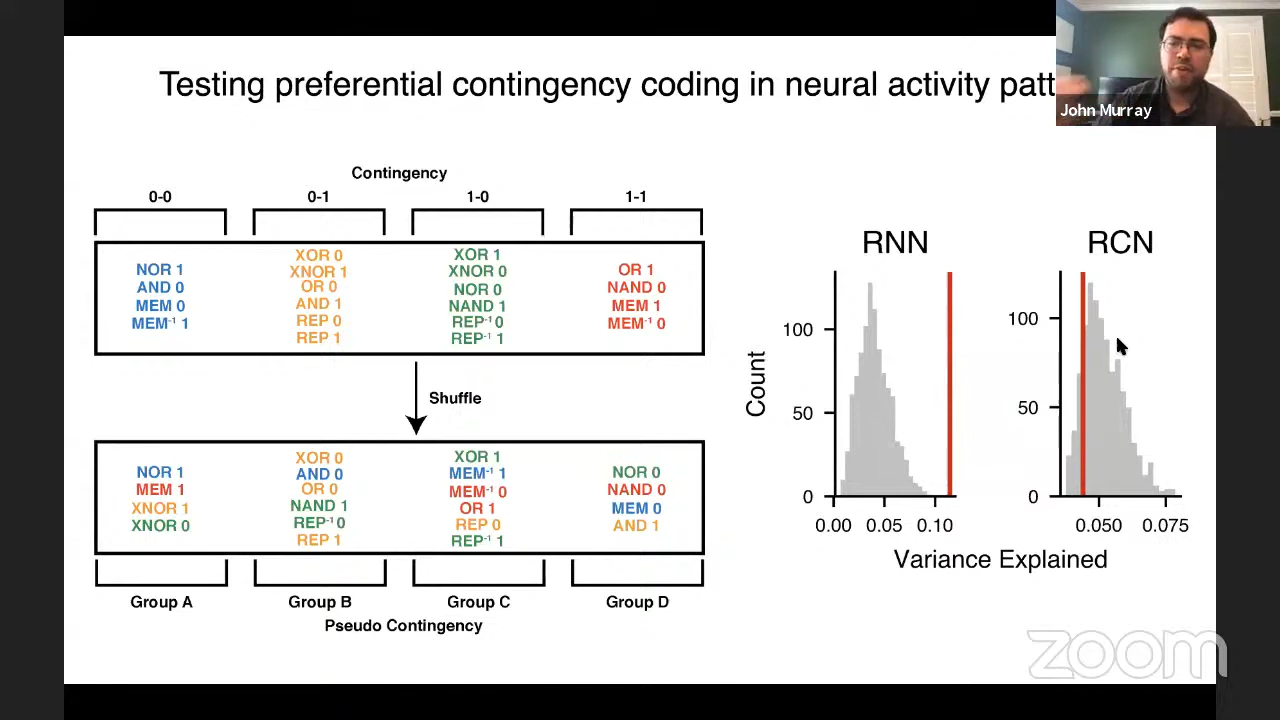 Testing preferential contingency coding in neural activity patt
John Murray
Contingency
0-0 0-1 1-0 1-1
NOR 1
AND 0
MEM 0
MEM⁻¹ 1
XOR 0
XNOR 1
OR 0
AND 1
REP 0
REP 1
XOR 1
XNOR 0
NOR 0
NAND 1
REP⁻¹ 0
REP⁻¹ 1
OR 1
NAND 0
MEM 1
MEM⁻¹ 0
Shuffle
NOR 1
MEM 1
XNOR 1
XNOR 0
XOR 0
AND 0
OR 0
NAND 1
REP⁻¹ 0
REP 1
XOR 1
MEM⁻¹ 1
MEM⁻¹ 0
OR 1
REP 0
REP⁻¹ 1
NOR 0
NAND 0
MEM 0
AND 1
Group A Group B Group C Group D
Pseudo Contingency
RNN
RCN
Count
100
50
0
0.00 0.05 0.10
100
50
0
0.050 0.075
Variance Explained
zoom